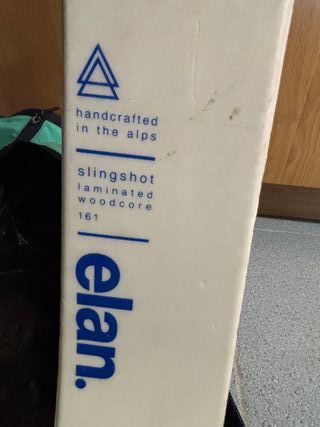 handcrafted
in the alps
slingshot
laminated
woodcore
161
elan.